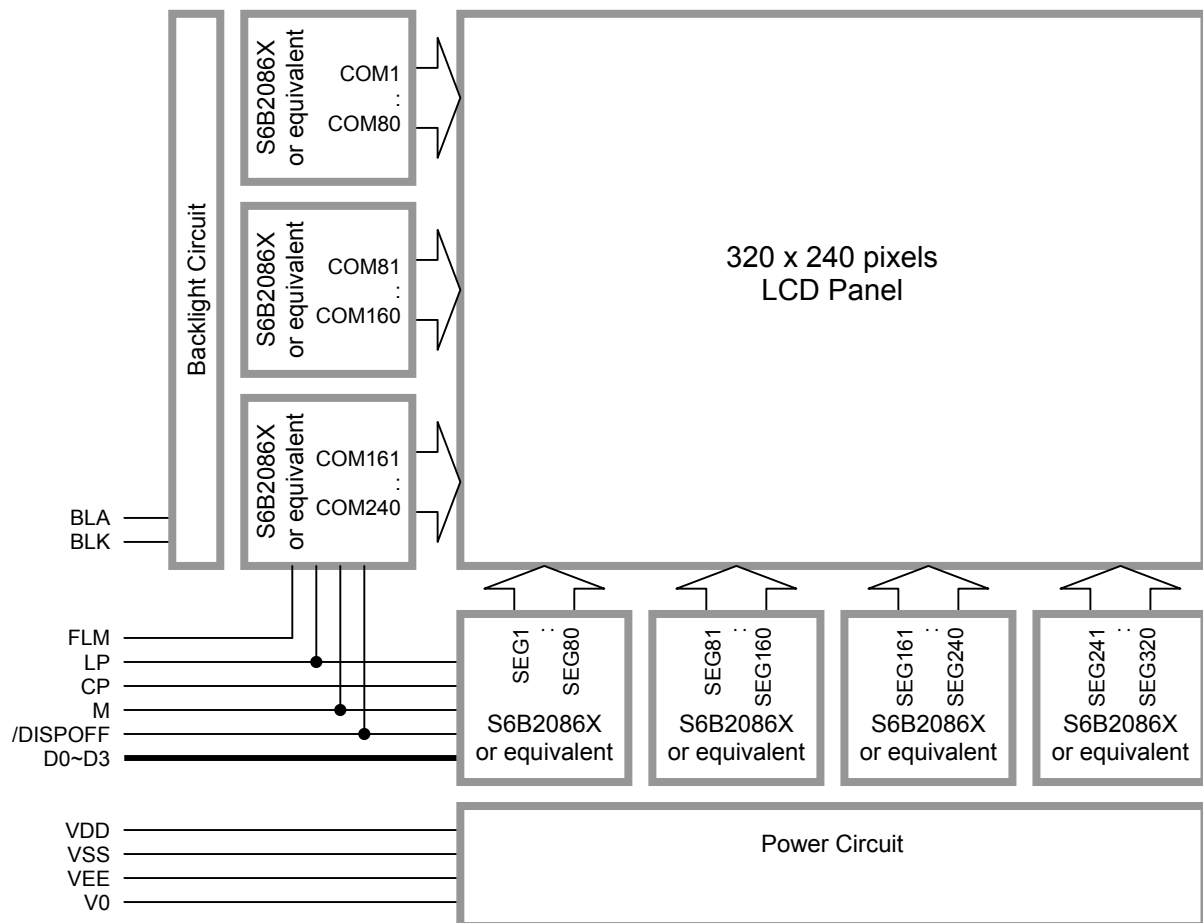 Backlight Circuit
S6B2086X
or equivalent
COM1
..
COM80
S6B2086X
or equivalent
COM81
..
COM160
S6B2086X
or equivalent
COM161
..
COM240
320 x 240 pixels
LCD Panel
BLA
BLK
FLM
LP
CP
M
/DISPOFF
D0~D3
SEG1
..
SEG80
S6B2086X
or equivalent
SEG81
..
SEG160
S6B2086X
or equivalent
SEG161
..
SEG240
S6B2086X
or equivalent
SEG241
..
SEG320
S6B2086X
or equivalent
VDD
VSS
VEE
V0
Power Circuit